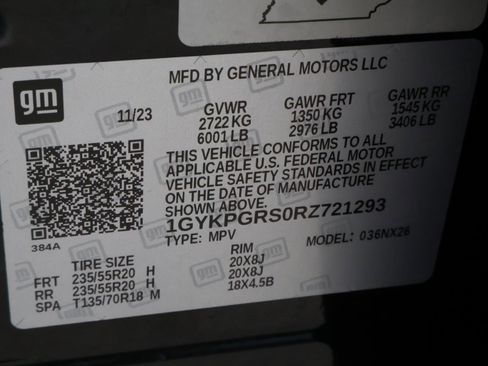 MFD BY GENERAL MOTORS LLC
gm
11/23
GVWR GAWR FRT GAWR RR
2722 KG 1350 KG 1545 KG
6001 LB 2976 LB 3406 LB
THIS VEHICLE CONFORMS TO ALL
APPLICABLE U.S. FEDERAL MOTOR
VEHICLE SAFETY STANDARDS IN EFFECT
ON THE DATE OF MANUFACTURE
SHOWN ABOVE.
1GYKPGRS0RZ721293
TYPE: MPV MODEL: 036NX26
384A
TIRE SIZE RIM
FRT 235/55R20 H 20X8J
RR 235/55R20 H 20X8J
SPA T135/70R18 M 18X4.5B